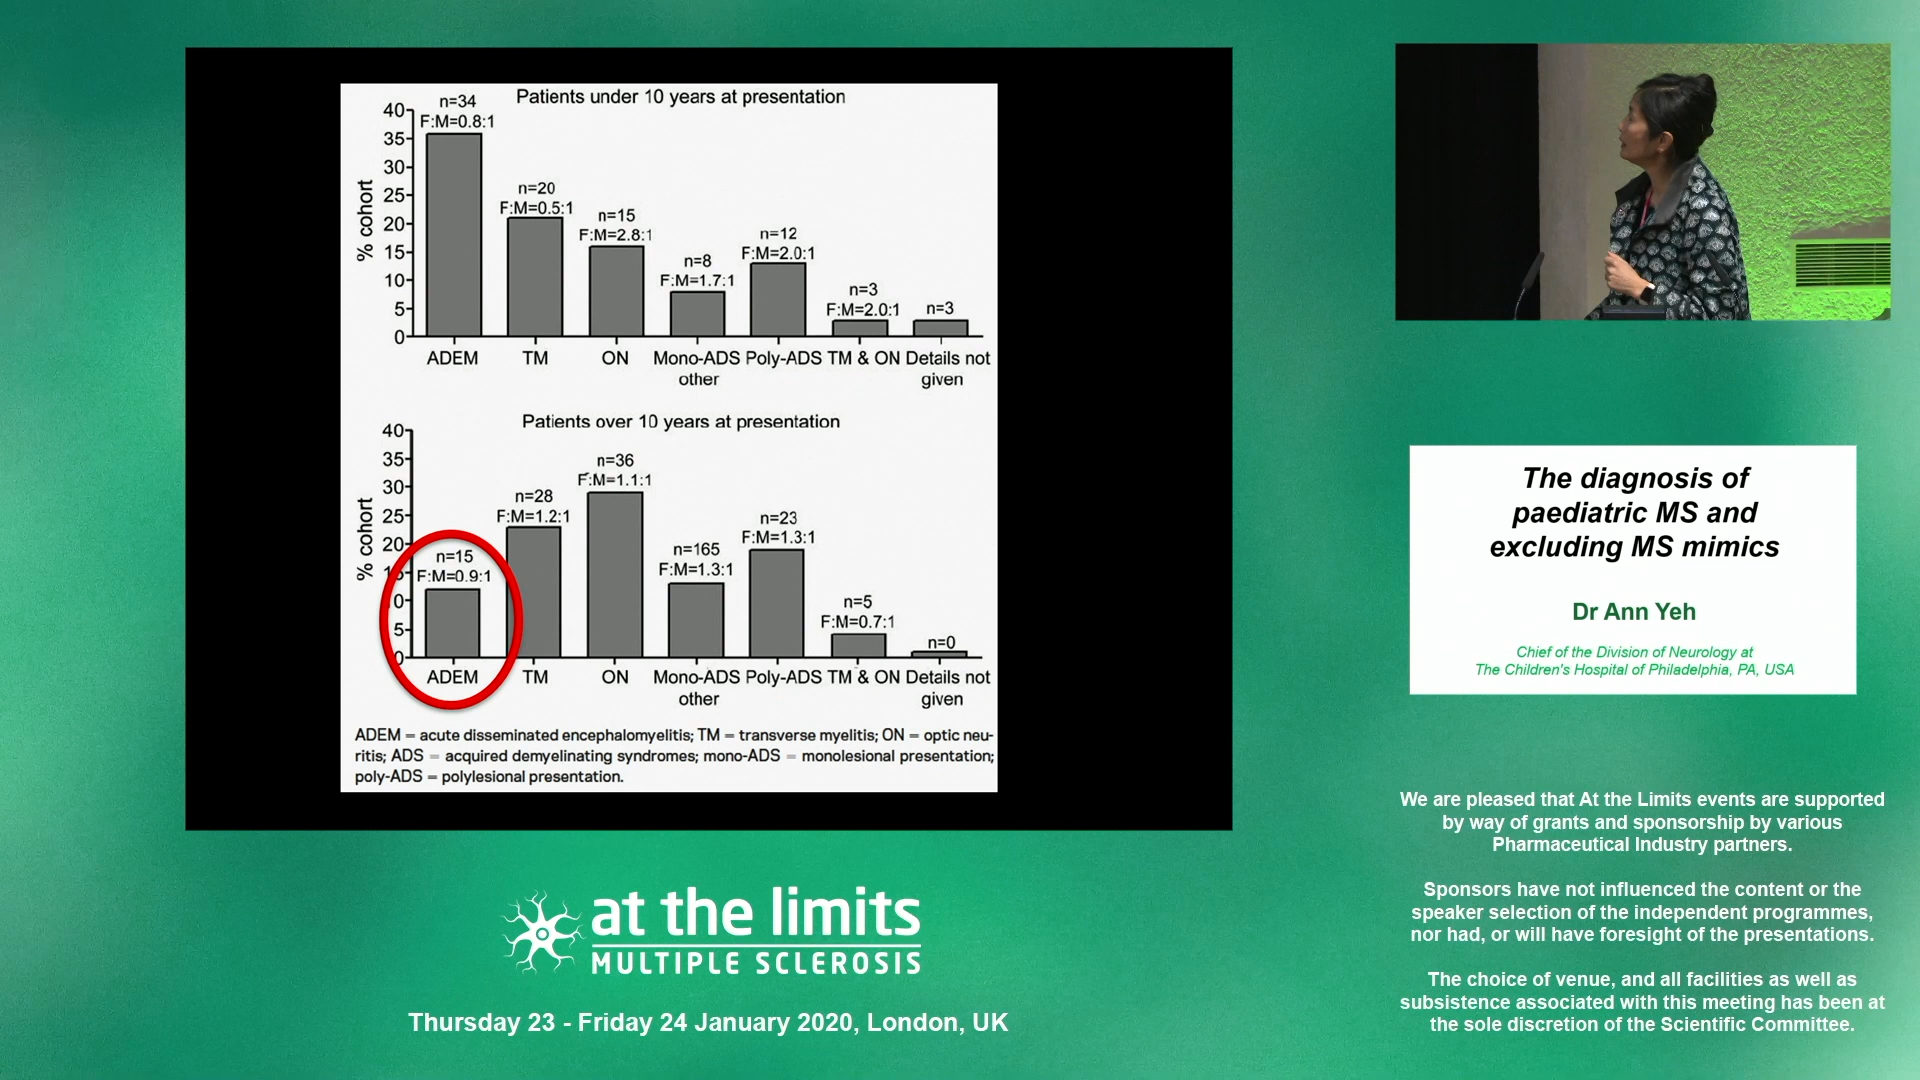 Patients under 10 years at presentation
% cohort
40
35
30
25
20
15
10
5
0
n=34
F:M=0.8:1
n=20
F:M=0.5:1
n=15
F:M=2.8:1
n=8
F:M=1.7:1
n=12
F:M=2.0:1
n=3
F:M=2.0:1
n=3
ADEM TM ON Mono-ADS Poly-ADS TM & ON Details not
other given
Patients over 10 years at presentation
% cohort
40
35
30
25
20
15
10
5
0
n=15
F:M=0.9:1
n=28
F:M=1.2:1
n=36
F:M=1.1:1
n=165
F:M=1.3:1
n=23
F:M=1.3:1
n=5
F:M=0.7:1
n=0
ADEM TM ON Mono-ADS Poly-ADS TM & ON Details not
other given
ADEM = acute disseminated encephalomyelitis; TM = transverse myelitis; ON = optic neu-
ritis; ADS = acquired demyelinating syndromes; mono-ADS = monolesional presentation;
poly-ADS = polylesional presentation.
at the limits
MULTIPLE SCLEROSIS
Thursday 23 - Friday 24 January 2020, London, UK
The diagnosis of
paediatric MS and
excluding MS mimics
Dr Ann Yeh
Chief of the Division of Neurology at
The Children's Hospital of Philadelphia, PA, USA
We are pleased that At the Limits events are supported
by way of grants and sponsorship by various
Pharmaceutical Industry partners.
Sponsors have not influenced the content or the
speaker selection of the independent programmes,
nor had, or will have foresight of the presentations.
The choice of venue, and all facilities as well as
subsistence associated with this meeting has been at
the sole discretion of the Scientific Committee.